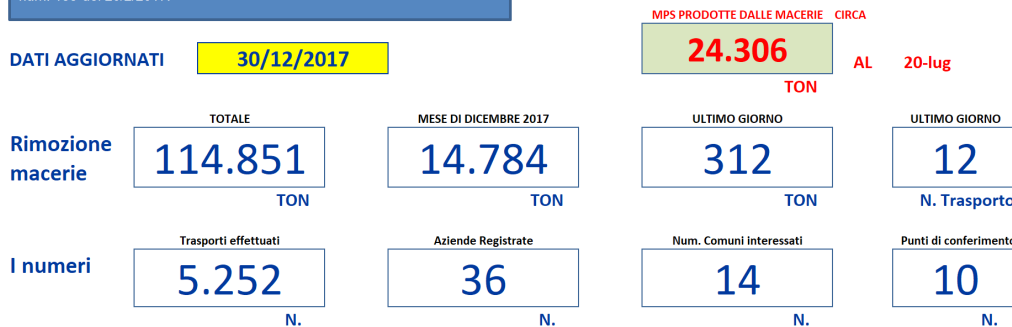 MPS PRODOTTE DALLE MACERIE CIRCA
DATI AGGIORNATI 30/12/2017 24.306 AL 20-lug
TON
TOTALE MESE DI DICEMBRE 2017 ULTIMO GIORNO ULTIMO GIORNO
Rimozione macerie 114.851 14.784 312 12
TON TON TON N. Trasporto
Trasporti effettuati Aziende Registrate Num. Comuni interessati Punti di conferimento
I numeri 5.252 36 14 10
N. N. N. N.